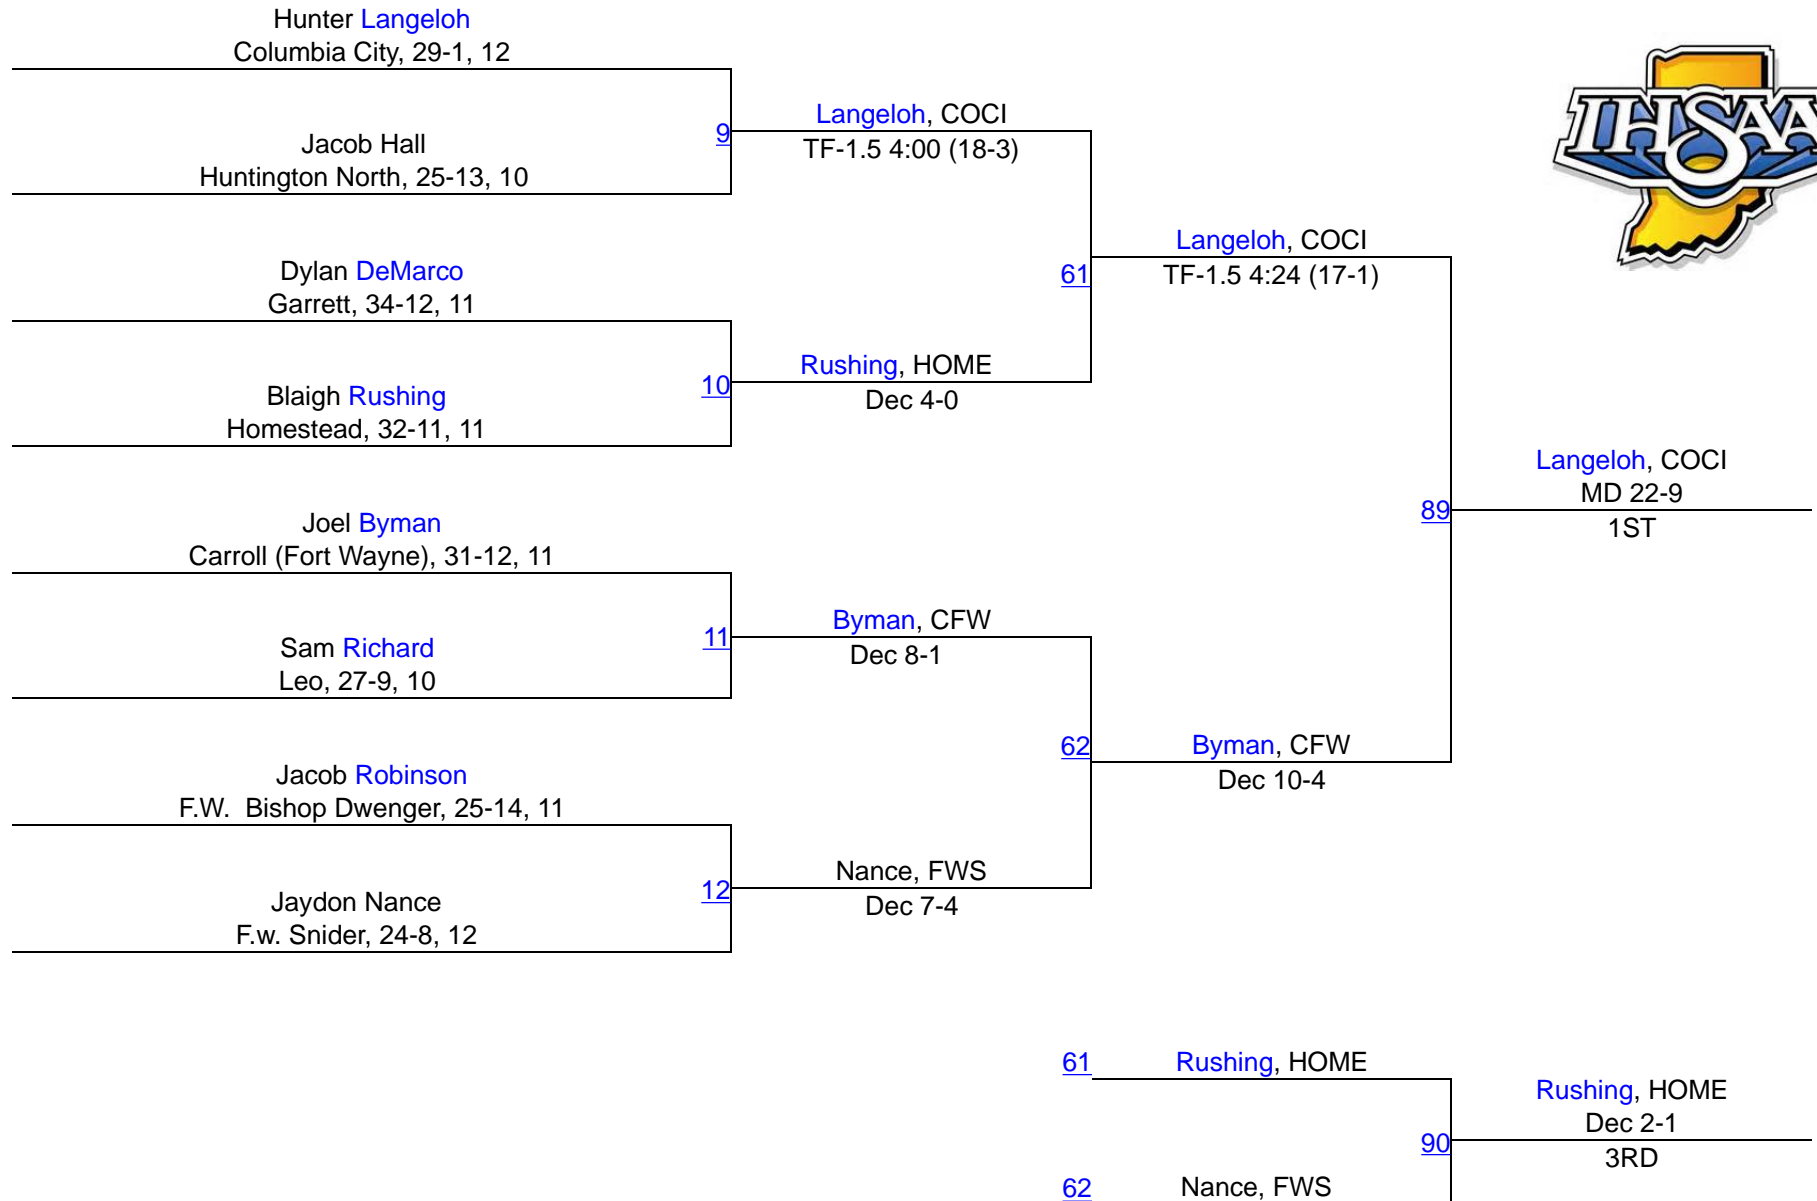 Hunter Langeloh
Columbia City, 29-1, 12
Jacob Hall
Huntington North, 25-13, 10
9
Langeloh, COCI
TF-1.5 4:00 (18-3)
Dylan DeMarco
Garrett, 34-12, 11
Blaigh Rushing
Homestead, 32-11, 11
10
Rushing, HOME
Dec 4-0
61
Langeloh, COCI
TF-1.5 4:24 (17-1)
IHSAA
Joel Byman
Carroll (Fort Wayne), 31-12, 11
Sam Richard
Leo, 27-9, 10
11
Byman, CFW
Dec 8-1
Jacob Robinson
F.W.  Bishop Dwenger, 25-14, 11
Jaydon Nance
F.w. Snider, 24-8, 12
12
Nance, FWS
Dec 7-4
62
Byman, CFW
Dec 10-4
89
Langeloh, COCI
MD 22-9
1ST
61
Rushing, HOME
62
Nance, FWS
90
Rushing, HOME
Dec 2-1
3RD